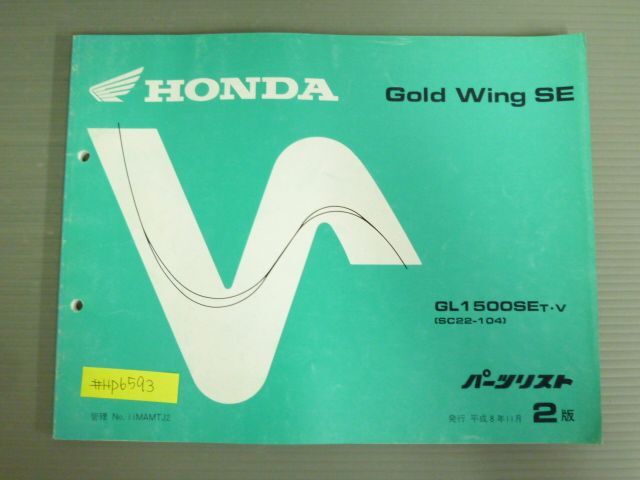 HONDA
Gold Wing SE
GL1500SET・V
(SC22-104)
#HP6593
パーツリスト
管理 No. 11MAMTJ2
発行 平成8年11月 2版